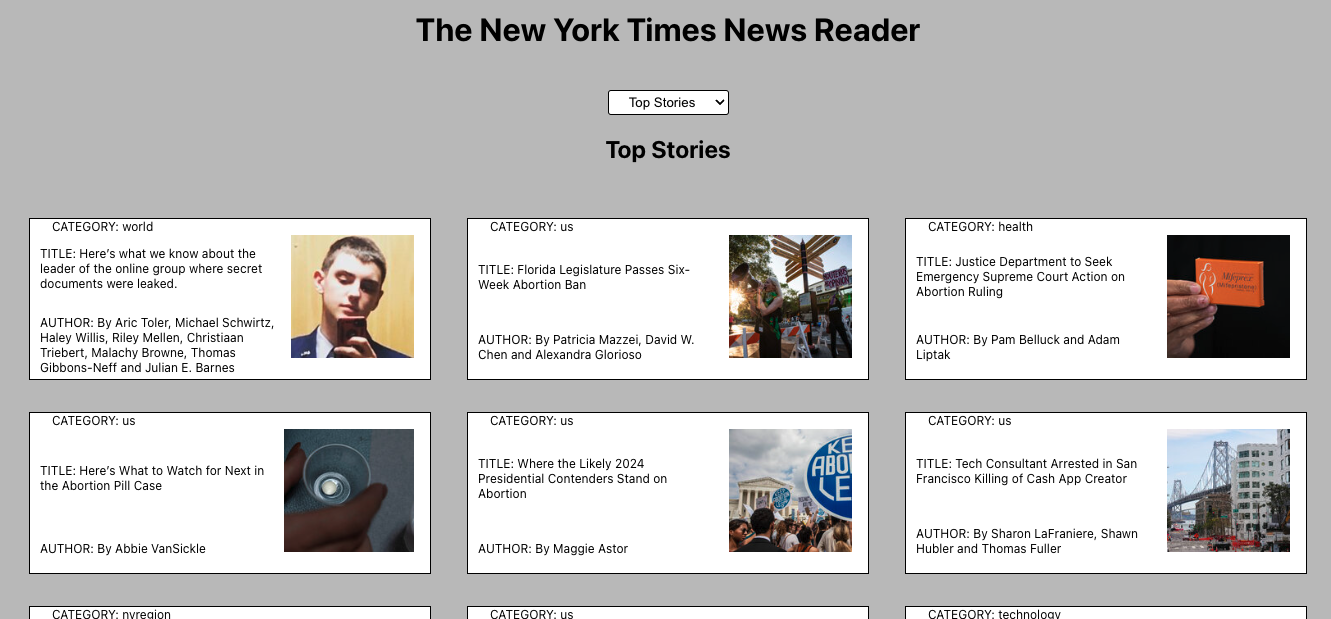 The New York Times News Reader
Top Stories
Top Stories
CATEGORY: world
TITLE: Here’s what we know about the
leader of the online group where secret
documents were leaked.
AUTHOR: By Aric Toler, Michael Schwirtz,
Haley Willis, Riley Mellen, Christiaan
Triebert, Malachy Browne, Thomas
Gibbons-Neff and Julian E. Barnes
CATEGORY: us
TITLE: Florida Legislature Passes Six-
Week Abortion Ban
AUTHOR: By Patricia Mazzei, David W.
Chen and Alexandra Glorioso
CATEGORY: health
TITLE: Justice Department to Seek
Emergency Supreme Court Action on
Abortion Ruling
AUTHOR: By Pam Belluck and Adam
Liptak
Mifeprex
CATEGORY: us
TITLE: Here’s What to Watch for Next in
the Abortion Pill Case
AUTHOR: By Abbie VanSickle
CATEGORY: us
TITLE: Where the Likely 2024
Presidential Contenders Stand on
Abortion
AUTHOR: By Maggie Astor
KE
ABO
LE
CATEGORY: us
TITLE: Tech Consultant Arrested in San
Francisco Killing of Cash App Creator
AUTHOR: By Sharon LaFraniere, Shawn
Hubler and Thomas Fuller
CATEGORY: nyregion
CATEGORY: us
CATEGORY: technology